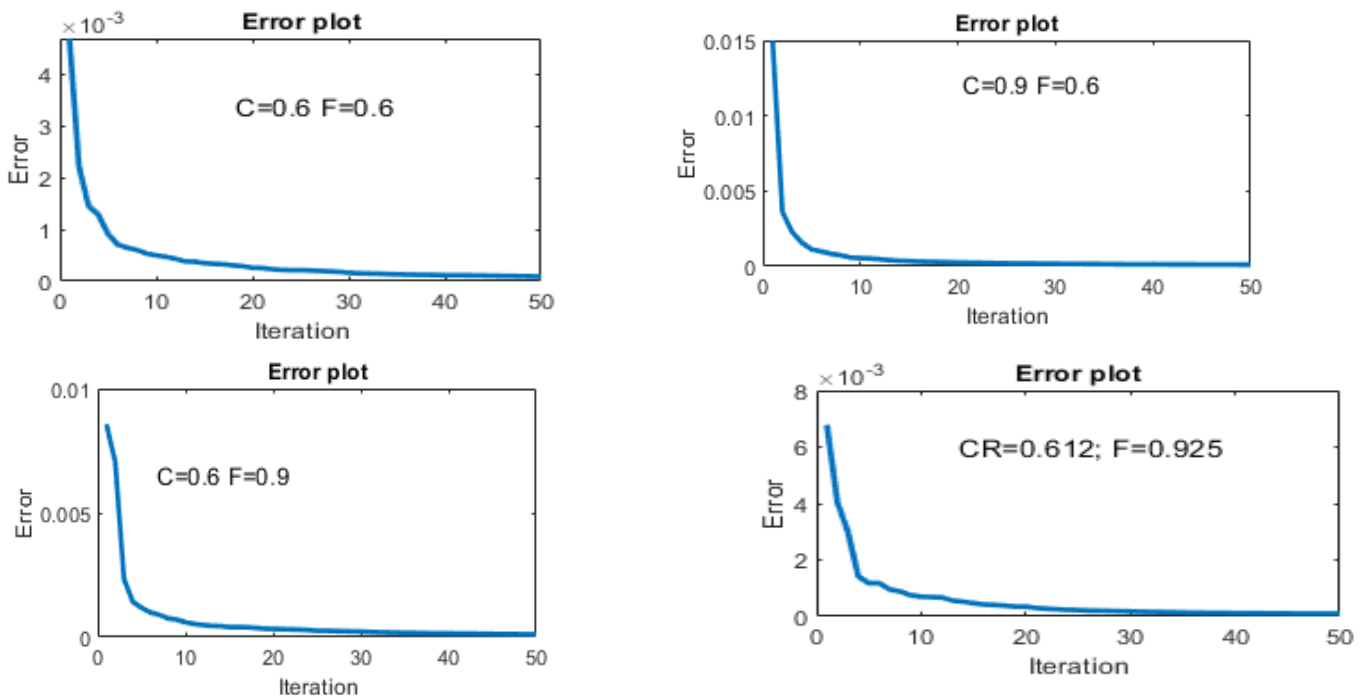 ×10-3
Error plot
4
3
2
1
0
C=0.6 F=0.6
Error
0 10 20 30 40 50
Iteration
Error plot
0.015
0.01
0.005
0
C=0.9 F=0.6
Error
0 10 20 30 40 50
Iteration
Error plot
0.01
0.005
0
C=0.6 F=0.9
Error
0 10 20 30 40 50
Iteration
×10-3
Error plot
8
6
4
2
0
CR=0.612; F=0.925
Error
0 10 20 30 40 50
Iteration